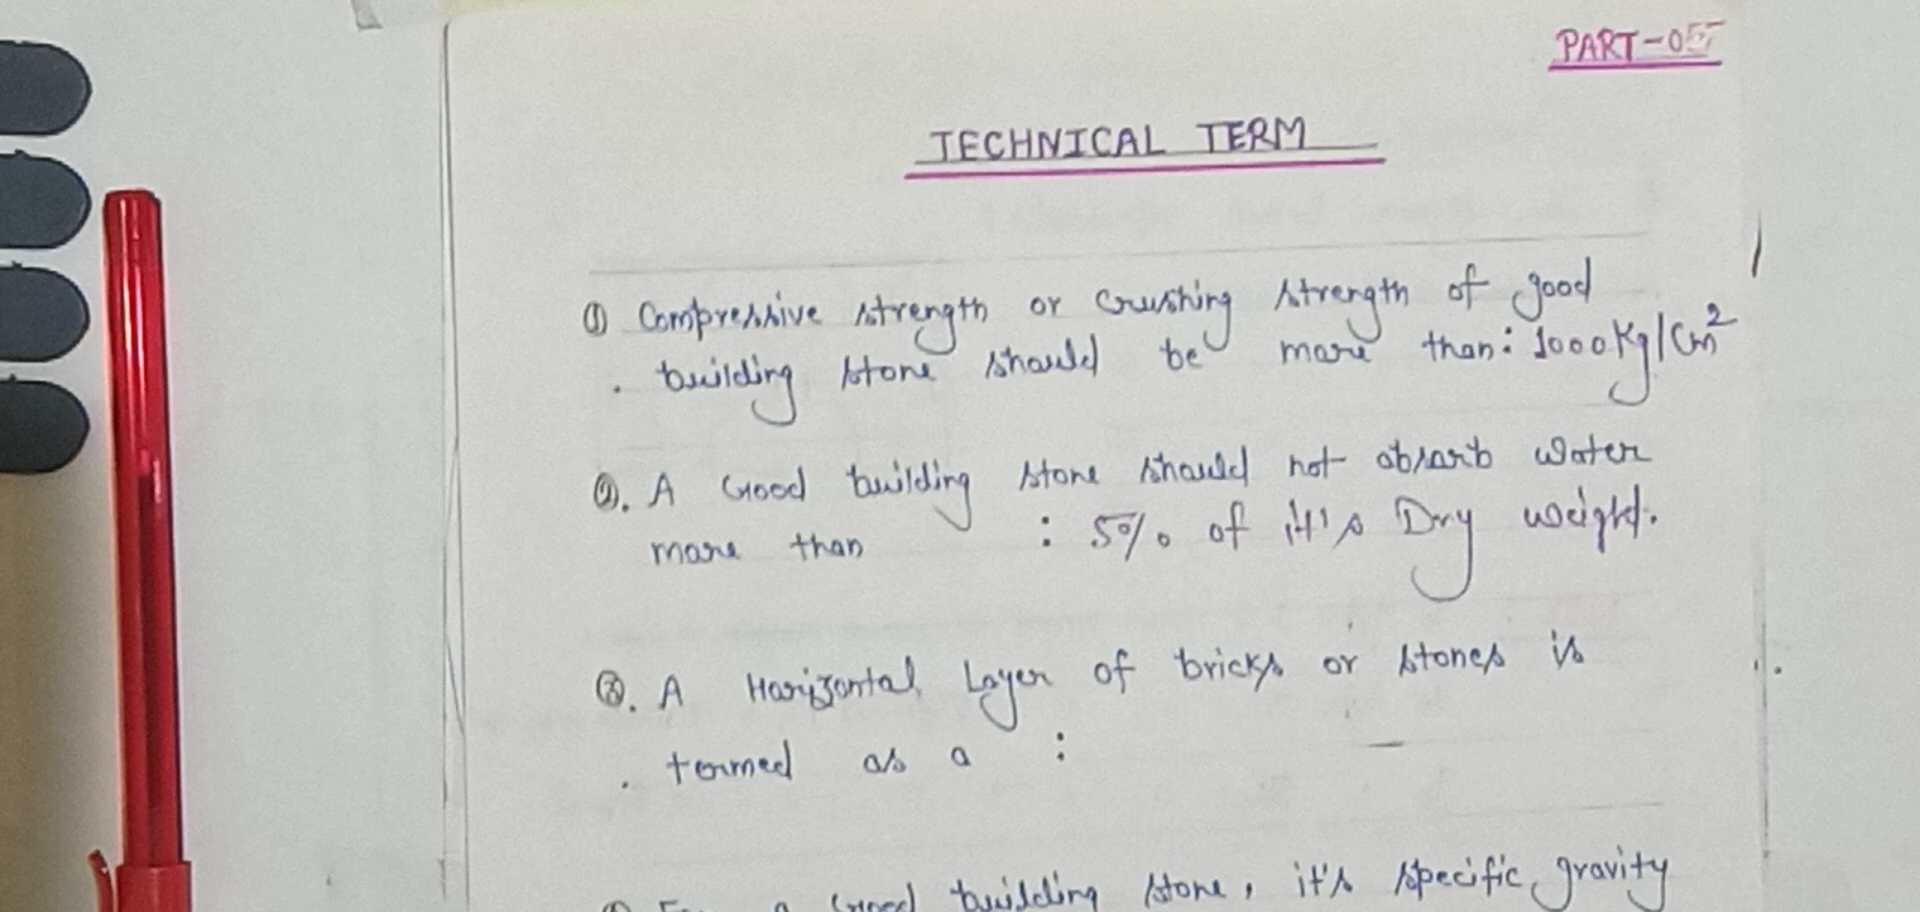 PART-05
TECHNICAL TERM
① Compressive strength or crushing strength of good
. building stone should be more than: 1000 Kg/cm²
②. A Good building stone should not absorb water
more than : 5% of it's Dry weight.
③. A Horizontal Layer of bricks or stones is
. termed as a :
a Good building stone, it's specific gravity